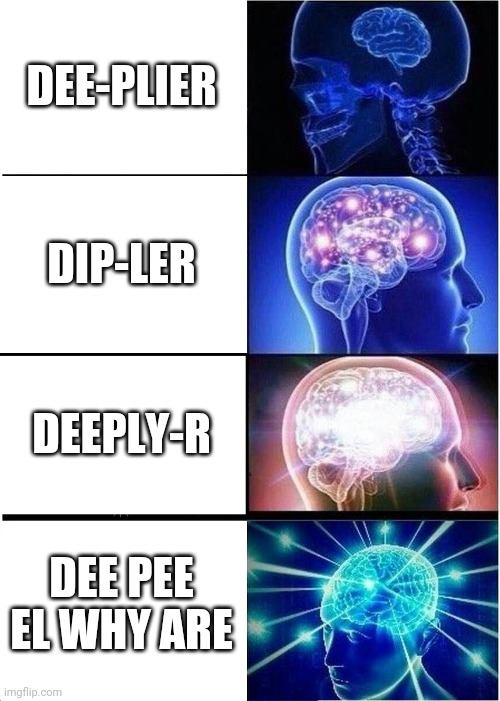 DEE-PLIER
DIP-LER
DEEPLY-R
DEE PEE
EL WHY ARE
imgflip.com